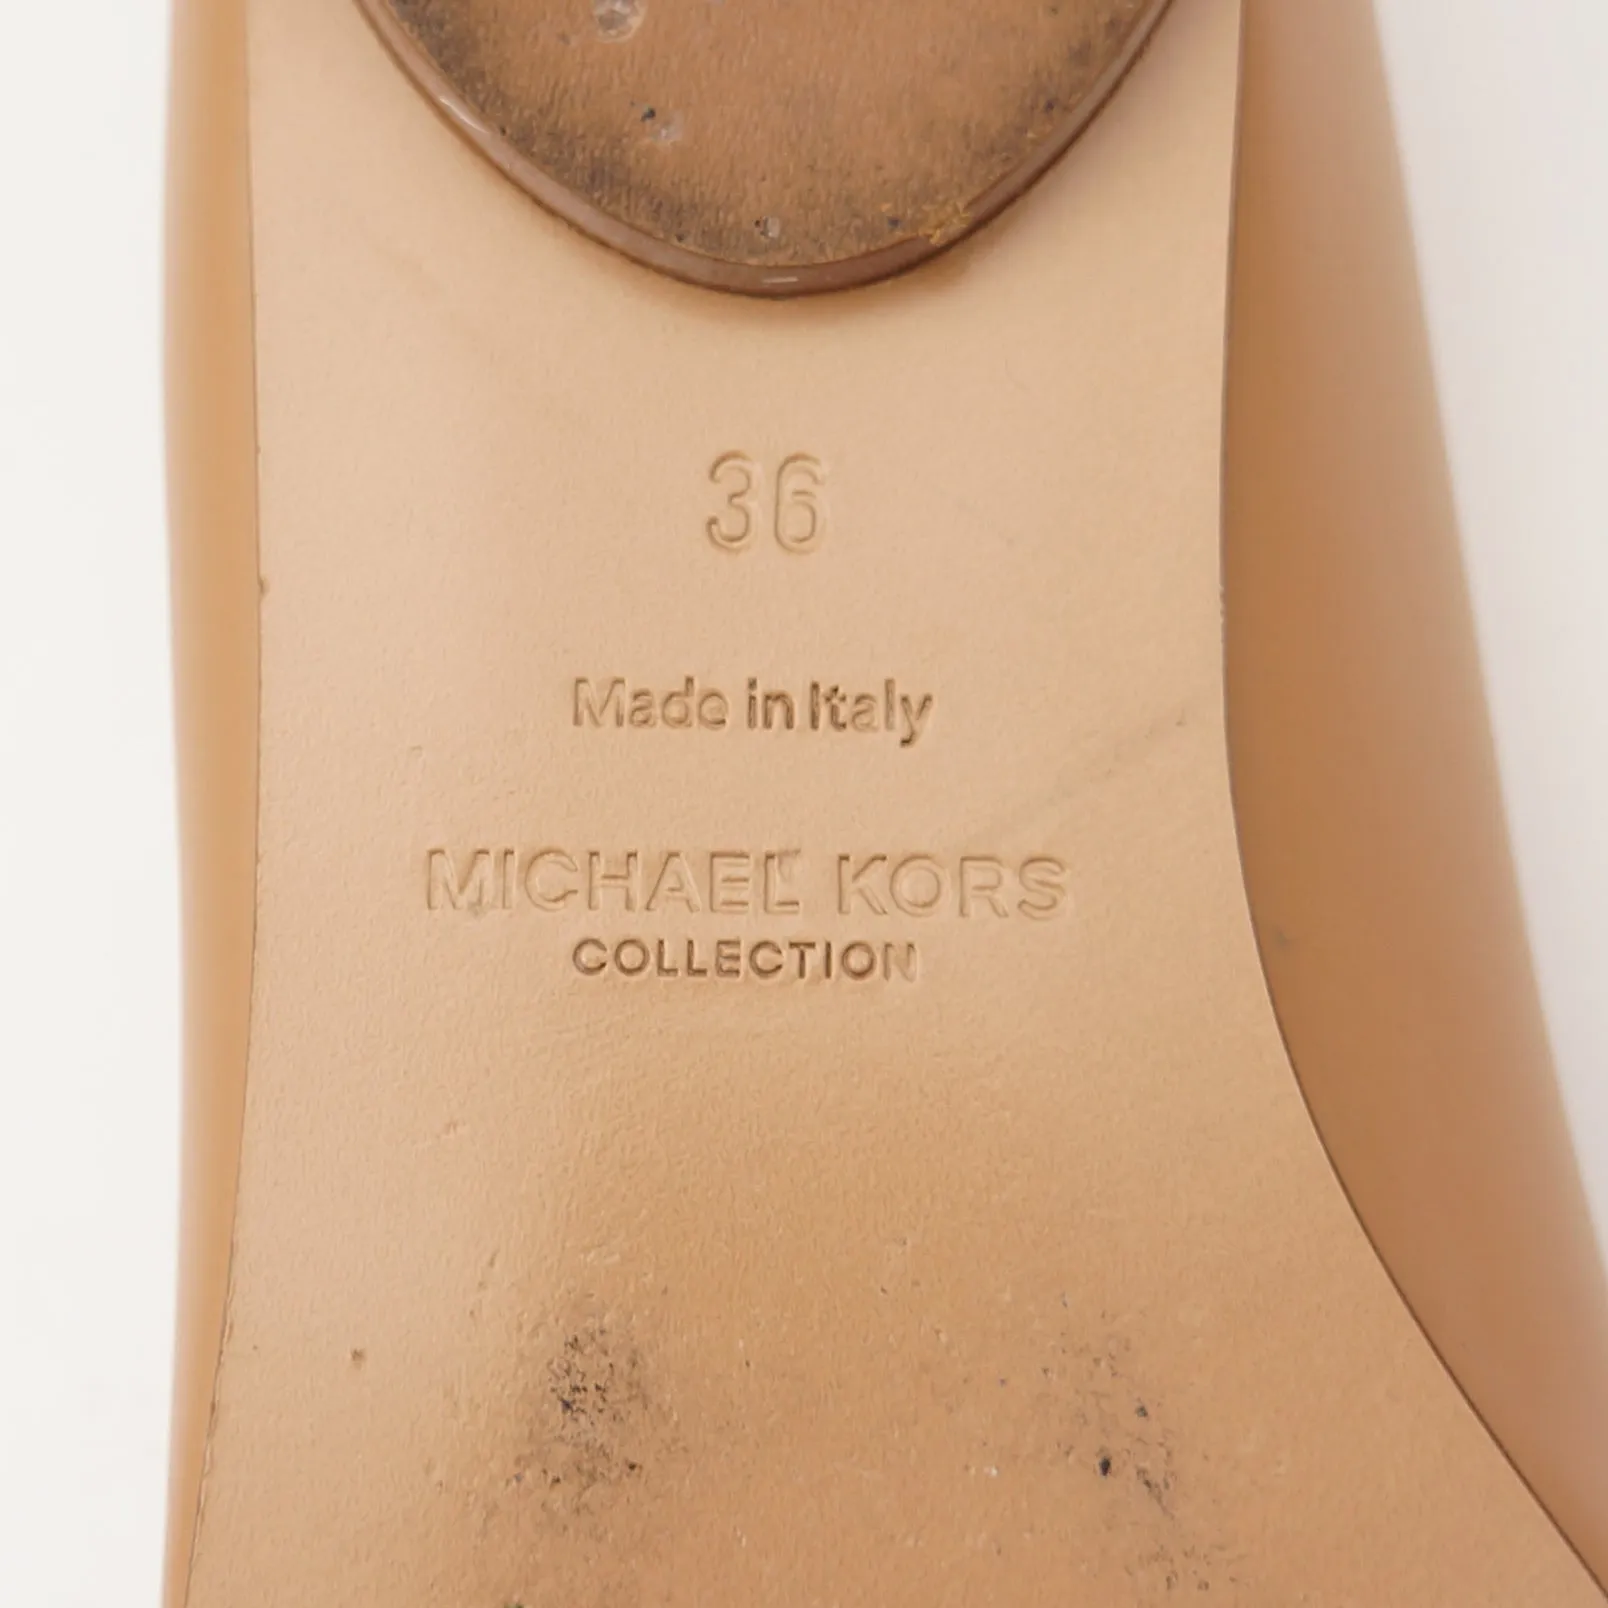 36
Made in Italy
MICHAEL KORS
COLLECTION